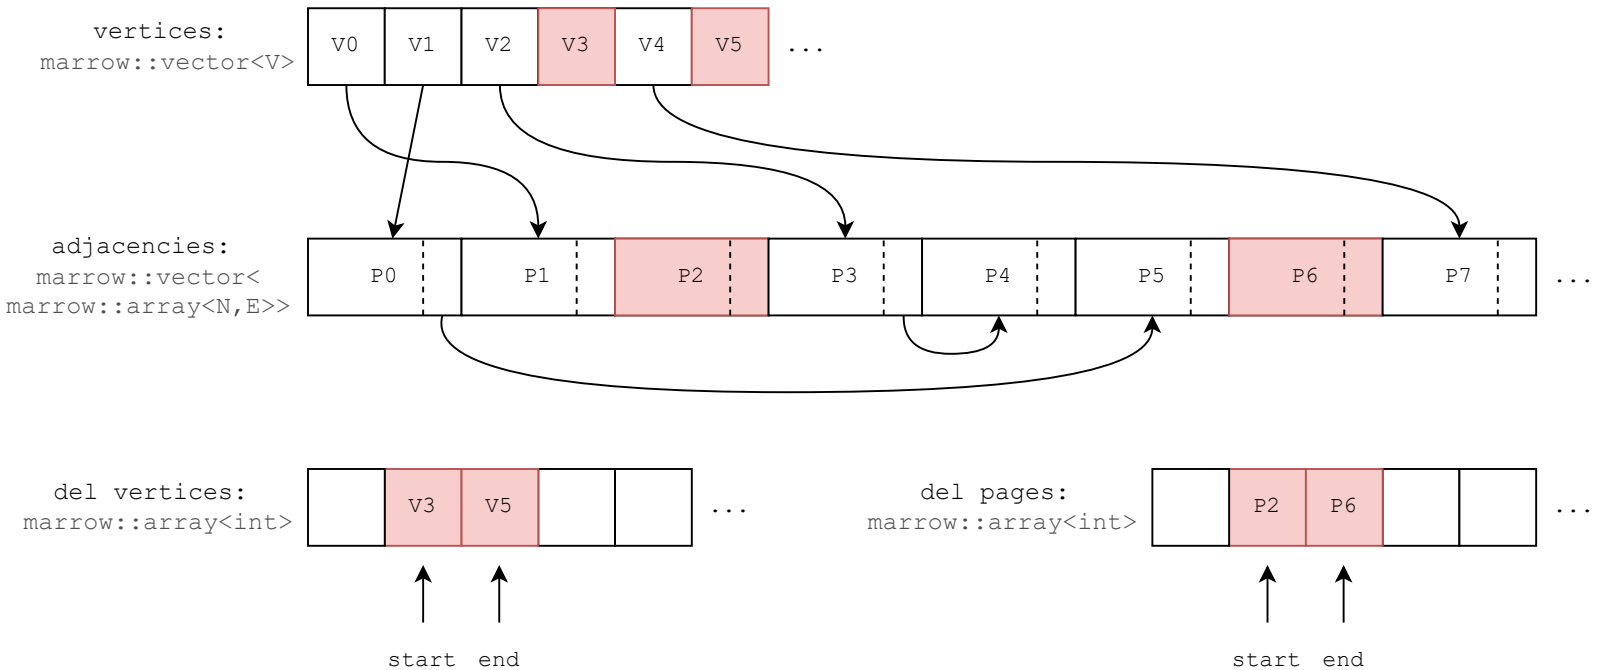 vertices:
marrow::vector<V>
V0 V1 V2 V3 V4 V5 ...
adjacencies:
marrow::vector<
marrow::array<N,E>>
P0 P1 P2 P3 P4 P5 P6 P7 ...
del vertices:
marrow::array<int>
V3 V5 ...
start end
del pages:
marrow::array<int>
P2 P6 ...
start end